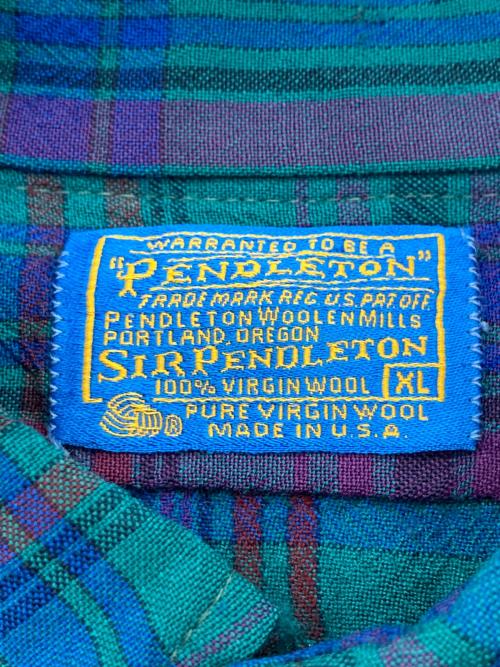 WARRANTED TO BE A
"PENDLETON"
TRADE MARK REG. U.S. PAT OFF.
PENDLETON WOOLEN MILLS
PORTLAND, OREGON
SIR PENDLETON
100% VIRGIN WOOL XL
® PURE VIRGIN WOOL
MADE IN U.S.A.